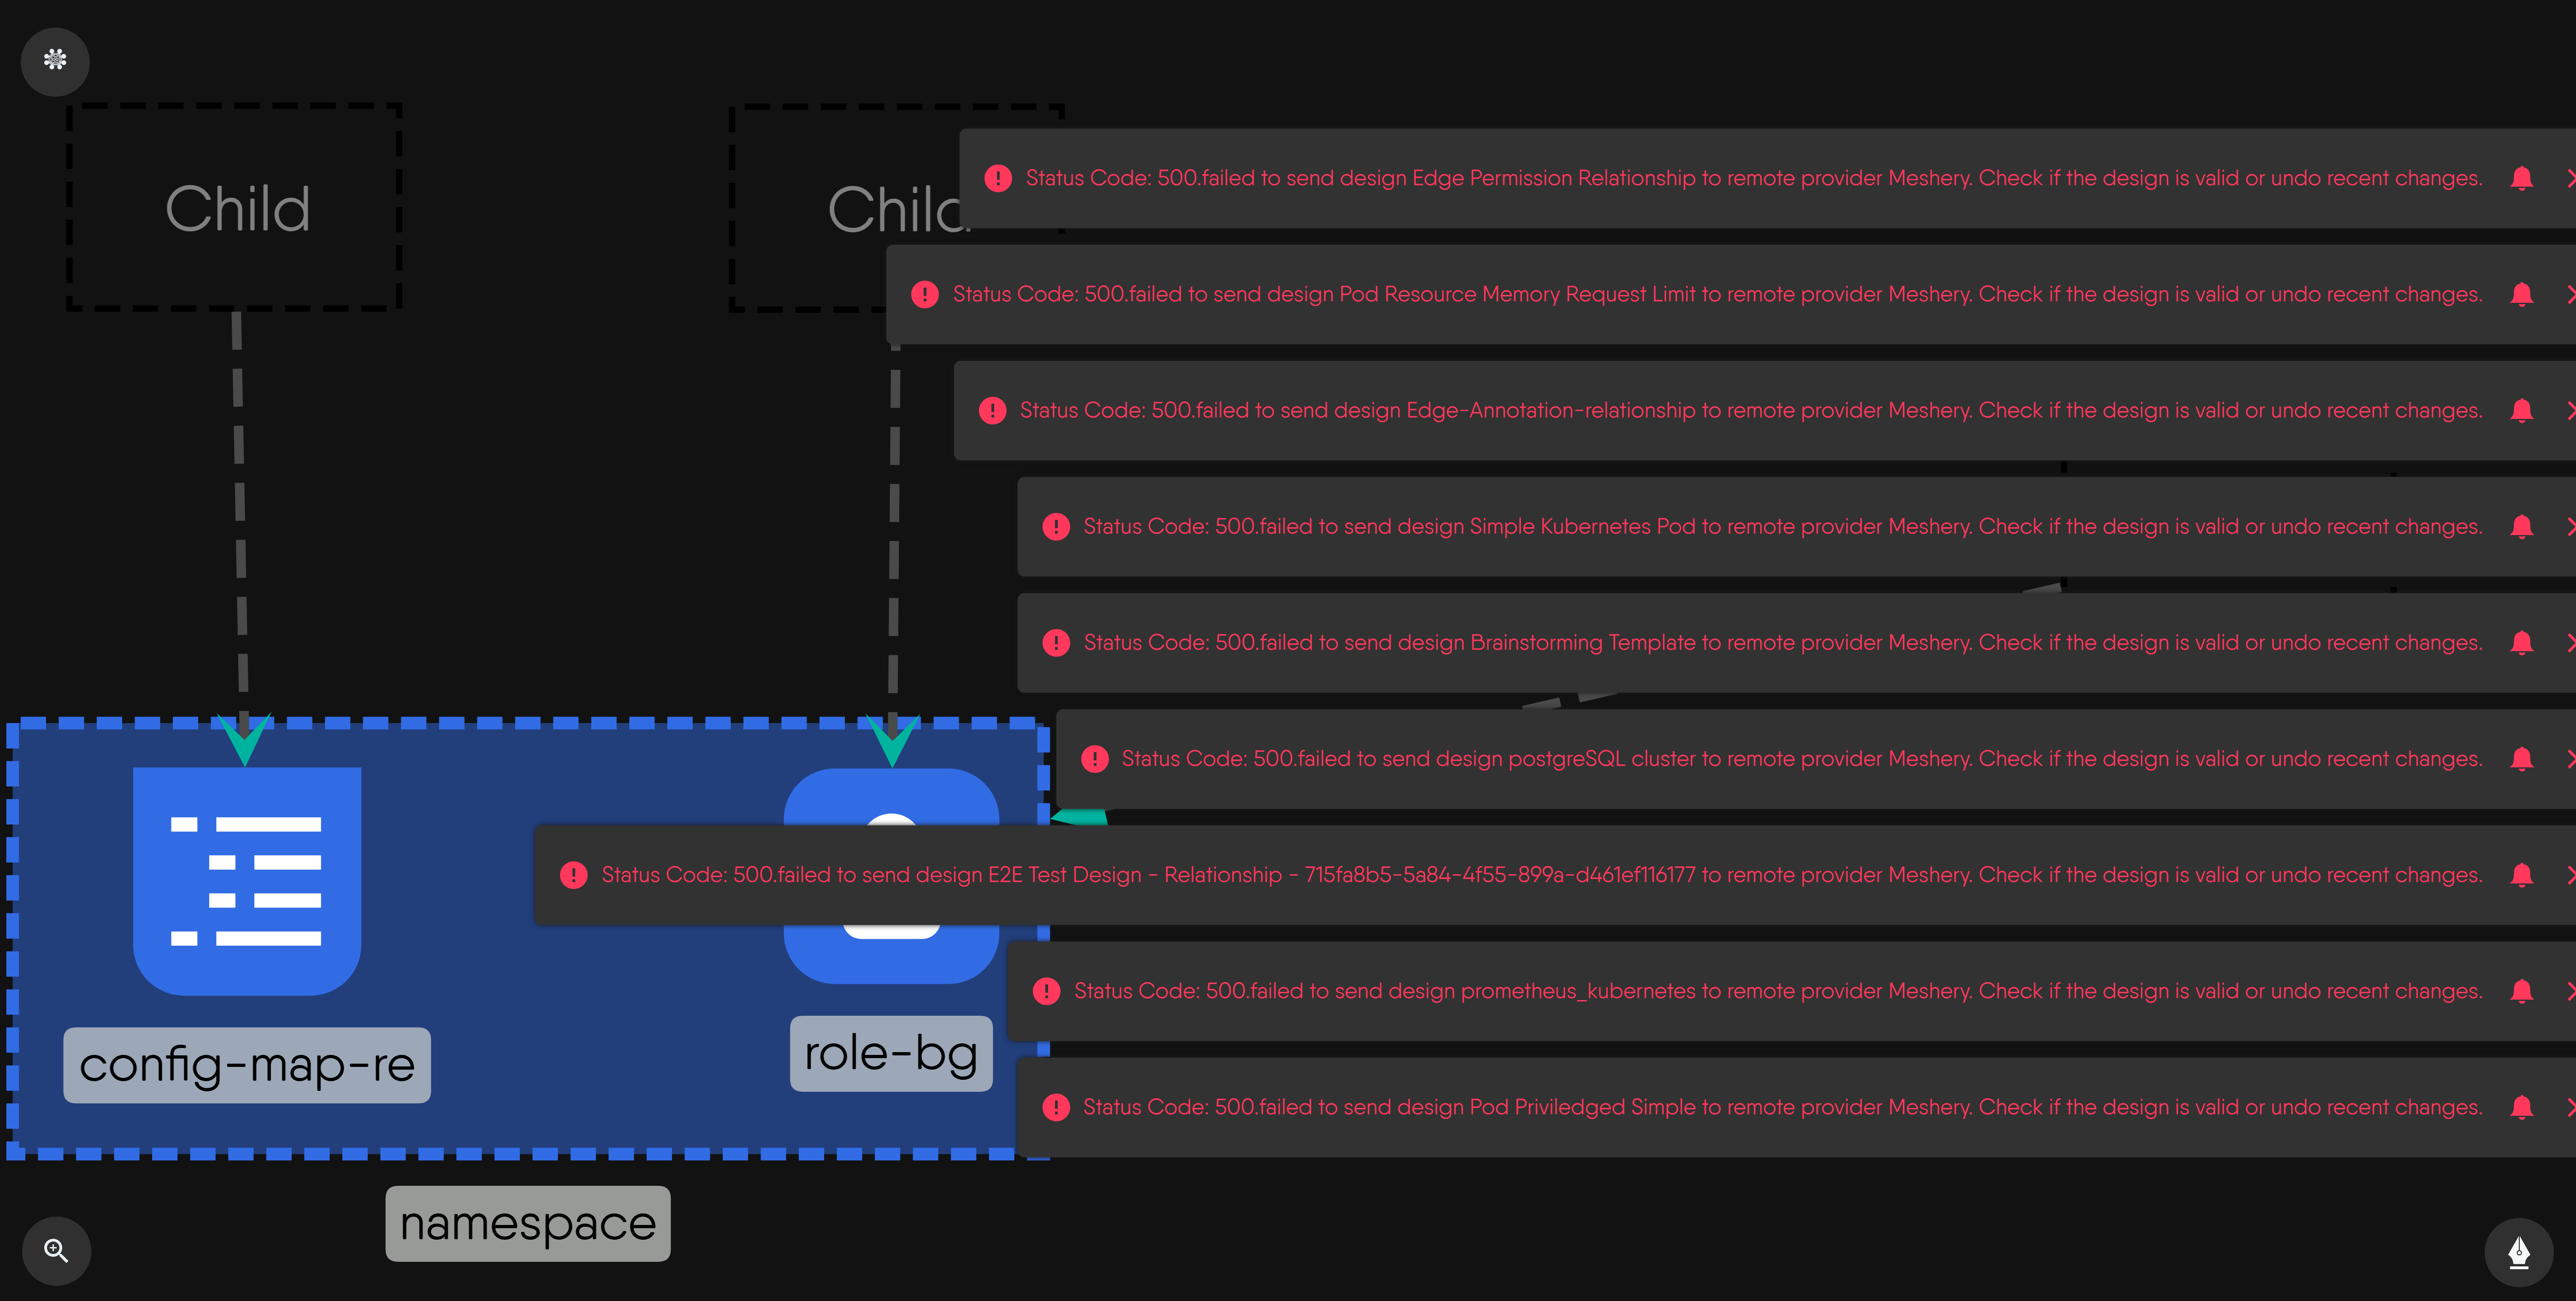 Child
Child
Status Code: 500.failed to send design Edge Permission Relationship to remote provider Meshery. Check if the design is valid or undo recent changes.
Status Code: 500.failed to send design Pod Resource Memory Request Limit to remote provider Meshery. Check if the design is valid or undo recent changes.
Status Code: 500.failed to send design Edge-Annotation-relationship to remote provider Meshery. Check if the design is valid or undo recent changes.
Status Code: 500.failed to send design Simple Kubernetes Pod to remote provider Meshery. Check if the design is valid or undo recent changes.
Status Code: 500.failed to send design Brainstorming Template to remote provider Meshery. Check if the design is valid or undo recent changes.
Status Code: 500.failed to send design postgreSQL cluster to remote provider Meshery. Check if the design is valid or undo recent changes.
Status Code: 500.failed to send design E2E Test Design - Relationship - 715fa8b5-5a84-4f55-899a-d461ef116177 to remote provider Meshery. Check if the design is valid or undo recent changes.
Status Code: 500.failed to send design prometheus_kubernetes to remote provider Meshery. Check if the design is valid or undo recent changes.
Status Code: 500.failed to send design Pod Priviledged Simple to remote provider Meshery. Check if the design is valid or undo recent changes.
config-map-re
role-bg
namespace